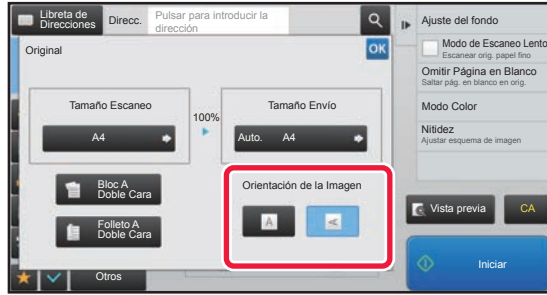 Libreta de
Direcciones
Direcc.
Pulsar para introducir la
dirección
Original
OK
Tamaño Escaneo
A4
100%
Tamaño Envío
Auto. A4
Bloc A
Doble Cara
Folleto A
Doble Cara
Orientación de la Imagen
A
A
Otros
Ajuste del fondo
Modo de Escaneo Lento
Escanear orig. papel fino
Omitir Página en Blanco
Saltar pág. en blanco en orig.
Modo Color
Nitidez
Ajustar esquema de imagen
Vista previa
CA
Iniciar